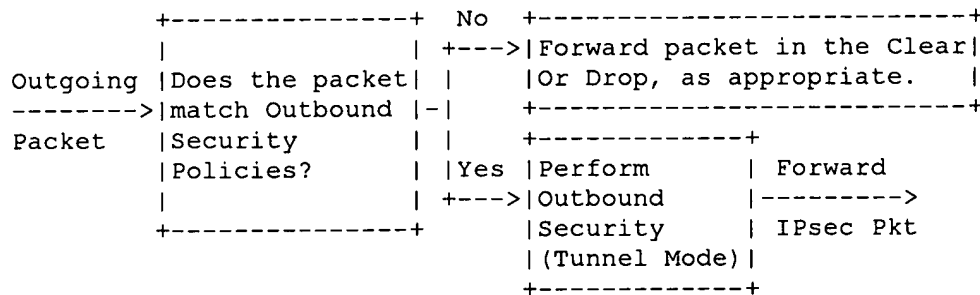 +---------------+  No   +---------------------------+
               |               | +--->|Forward packet in the Clear|
Outgoing  |Does the packet|  |    |Or Drop, as appropriate.   |
-------->|match Outbound |-|    +---------------------------+
Packet    |Security       | |    +-------------+
          |Policies?      | |Yes |Perform      | Forward
          |               | +--->|Outbound     |--------->
          +---------------+      |Security     | IPsec Pkt
                                 |(Tunnel Mode)|
                                 +-------------+